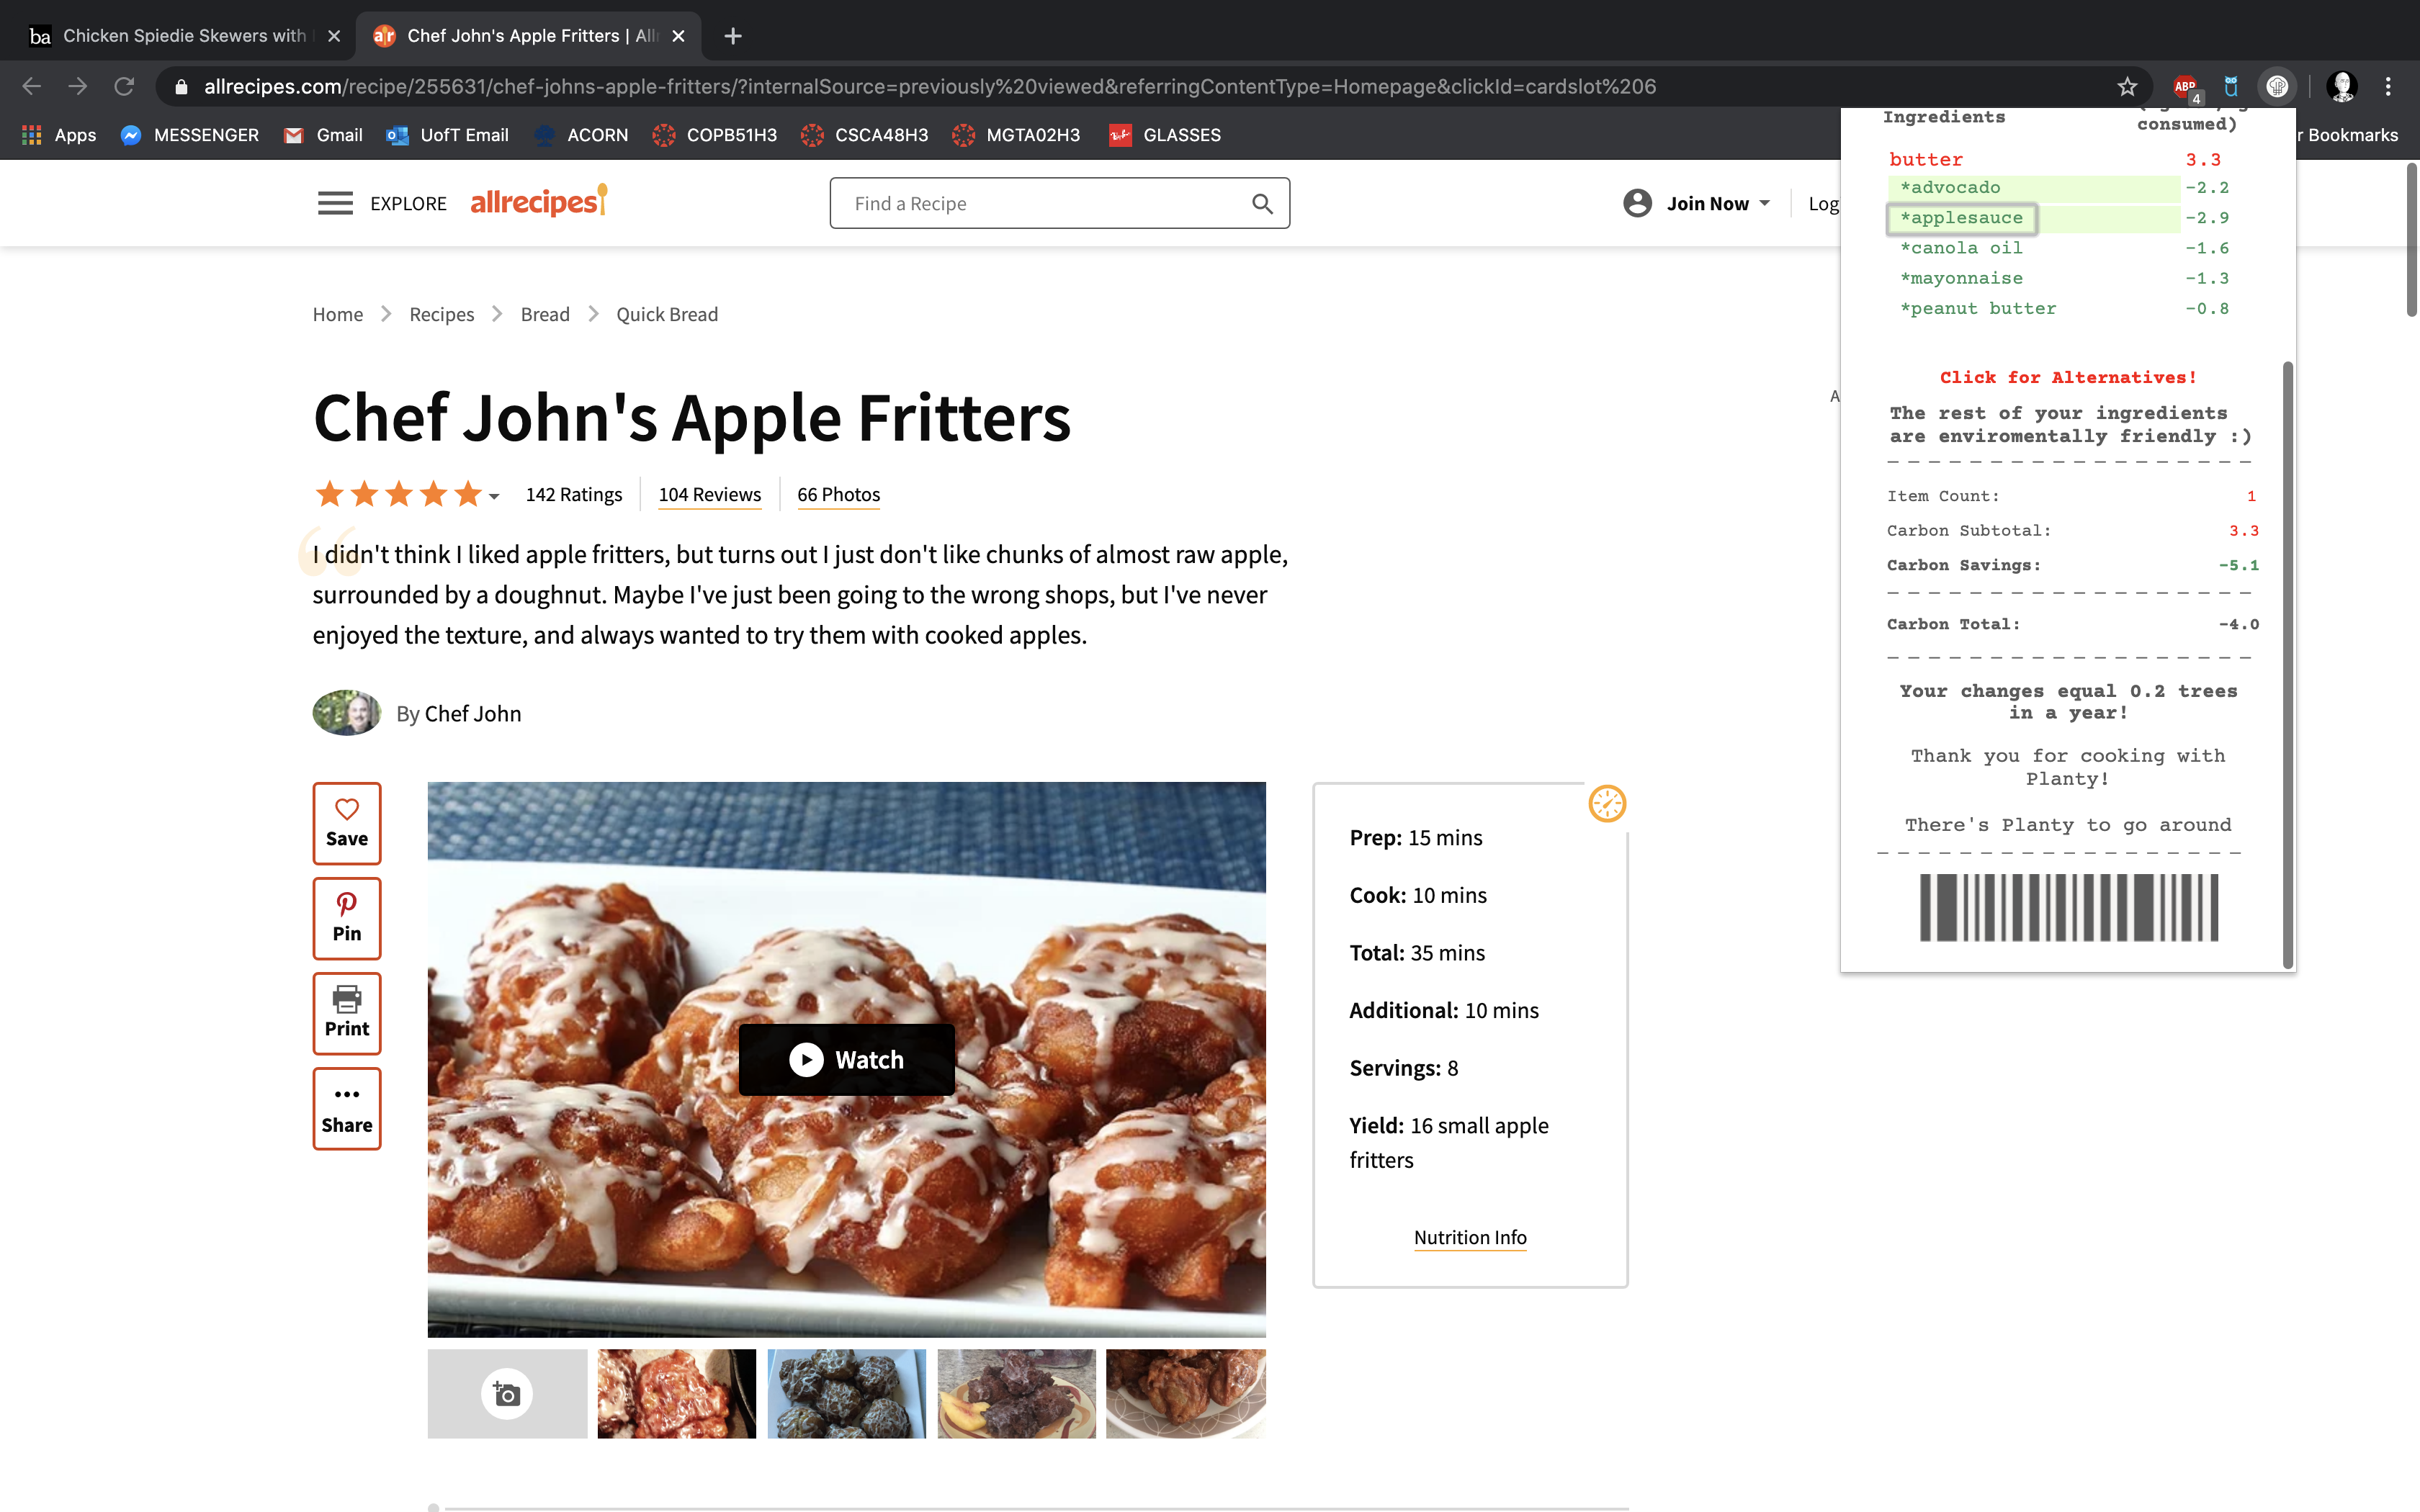 ba Chicken Spiedie Skewers with
Chef John's Apple Fritters | All
allrecipes.com/recipe/255631/chef-johns-apple-fritters/?internalSource=previously%20viewed&referringContentType=Homepage&clickId=cardslot%206
ABP 4
Apps MESSENGER Gmail UofT Email ACORN COPB51H3 CSCA48H3 MGTA02H3 GLASSES r Bookmarks
EXPLORE allrecipes Find a Recipe Join Now Log
Home Recipes Bread Quick Bread
Chef John's Apple Fritters
142 Ratings 104 Reviews 66 Photos
I didn't think I liked apple fritters, but turns out I just don't like chunks of almost raw apple,
surrounded by a doughnut. Maybe I've just been going to the wrong shops, but I've never
enjoyed the texture, and always wanted to try them with cooked apples.
By Chef John
Save
Pin
Print
Share
Watch
Prep: 15 mins
Cook: 10 mins
Total: 35 mins
Additional: 10 mins
Servings: 8
Yield: 16 small apple
fritters
Nutrition Info
A
Ingredients
consumed)
butter 3.3
*advocado -2.2
*applesauce -2.9
*canola oil -1.6
*mayonnaise -1.3
*peanut butter -0.8
Click for Alternatives!
The rest of your ingredients
are enviromentally friendly :)
Item Count: 1
Carbon Subtotal: 3.3
Carbon Savings: -5.1
Carbon Total: -4.0
Your changes equal 0.2 trees
in a year!
Thank you for cooking with
Planty!
There's Planty to go around